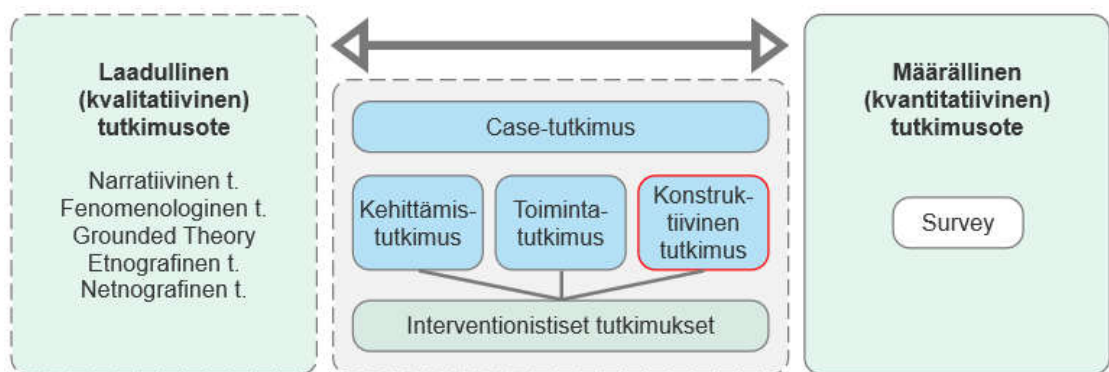 Laadullinen
(kvalitatiivinen)
tutkimusote
Narratiivinen t.
Fenomenologinen t.
Grounded Theory
Etnografinen t.
Netnografinen t.
Case-tutkimus
Kehittämis-
tutkimus
Toiminta-
tutkimus
Konstruk-
tiivinen
tutkimus
Interventionistiset tutkimukset
Määrällinen
(kvantitatiivinen)
tutkimusote
Survey